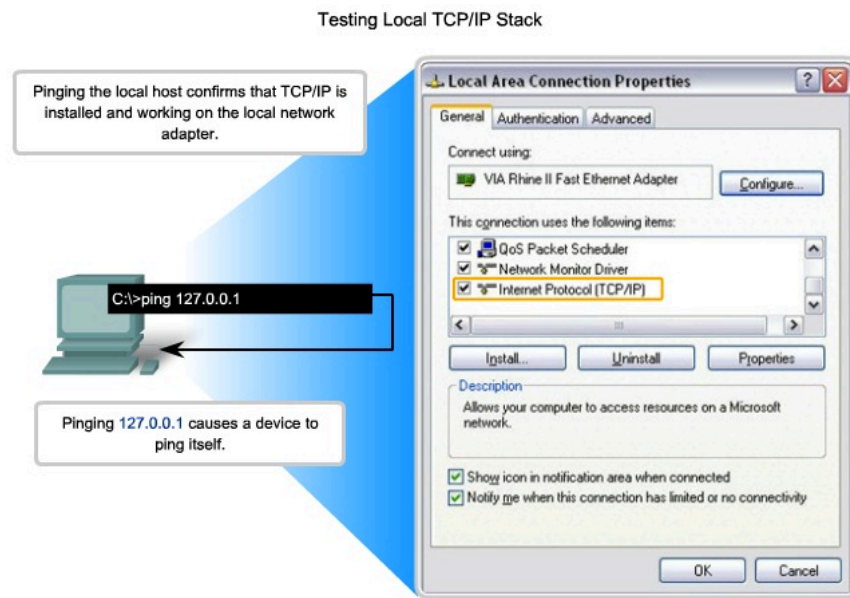 Testing Local TCP/IP Stack
Pinging the local host confirms that TCP/IP is
installed and working on the local network
adapter.
C:\>ping 127.0.0.1
Pinging 127.0.0.1 causes a device to
ping itself.
Local Area Connection Properties
General Authentication Advanced
Connect using:
VIA Rhine II Fast Ethernet Adapter
Configure...
This connection uses the following items:
QoS Packet Scheduler
Network Monitor Driver
Internet Protocol (TCP/IP)
Install... Uninstall Properties
Description
Allows your computer to access resources on a Microsoft
network.
Show icon in notification area when connected
Notify me when this connection has limited or no connectivity
OK Cancel